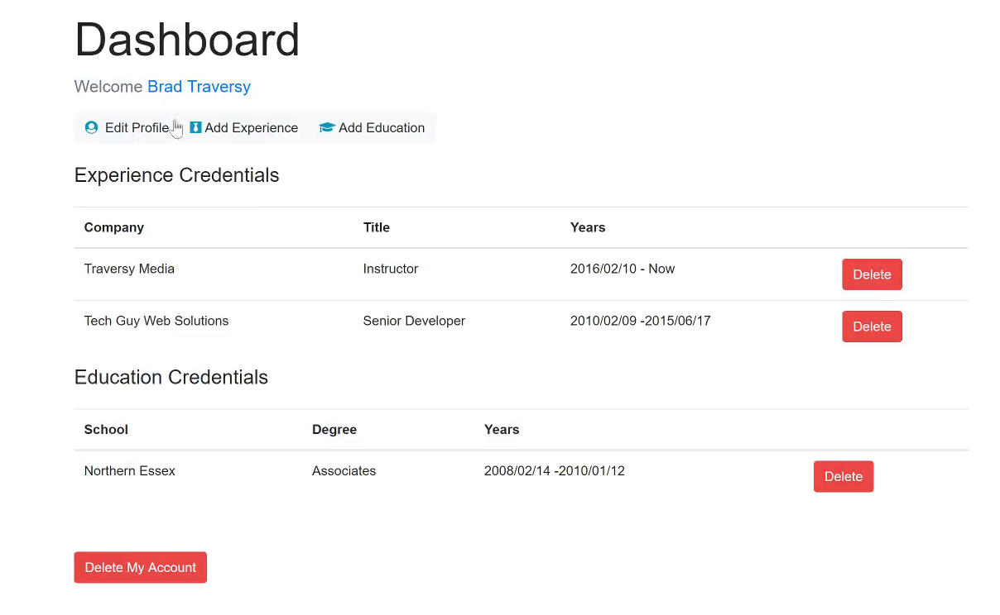 Dashboard
Welcome Brad Traversy
Edit Profile Add Experience Add Education
Experience Credentials
Company Title Years
Traversy Media Instructor 2016/02/10 - Now Delete
Tech Guy Web Solutions Senior Developer 2010/02/09 -2015/06/17 Delete
Education Credentials
School Degree Years
Northern Essex Associates 2008/02/14 -2010/01/12 Delete
Delete My Account